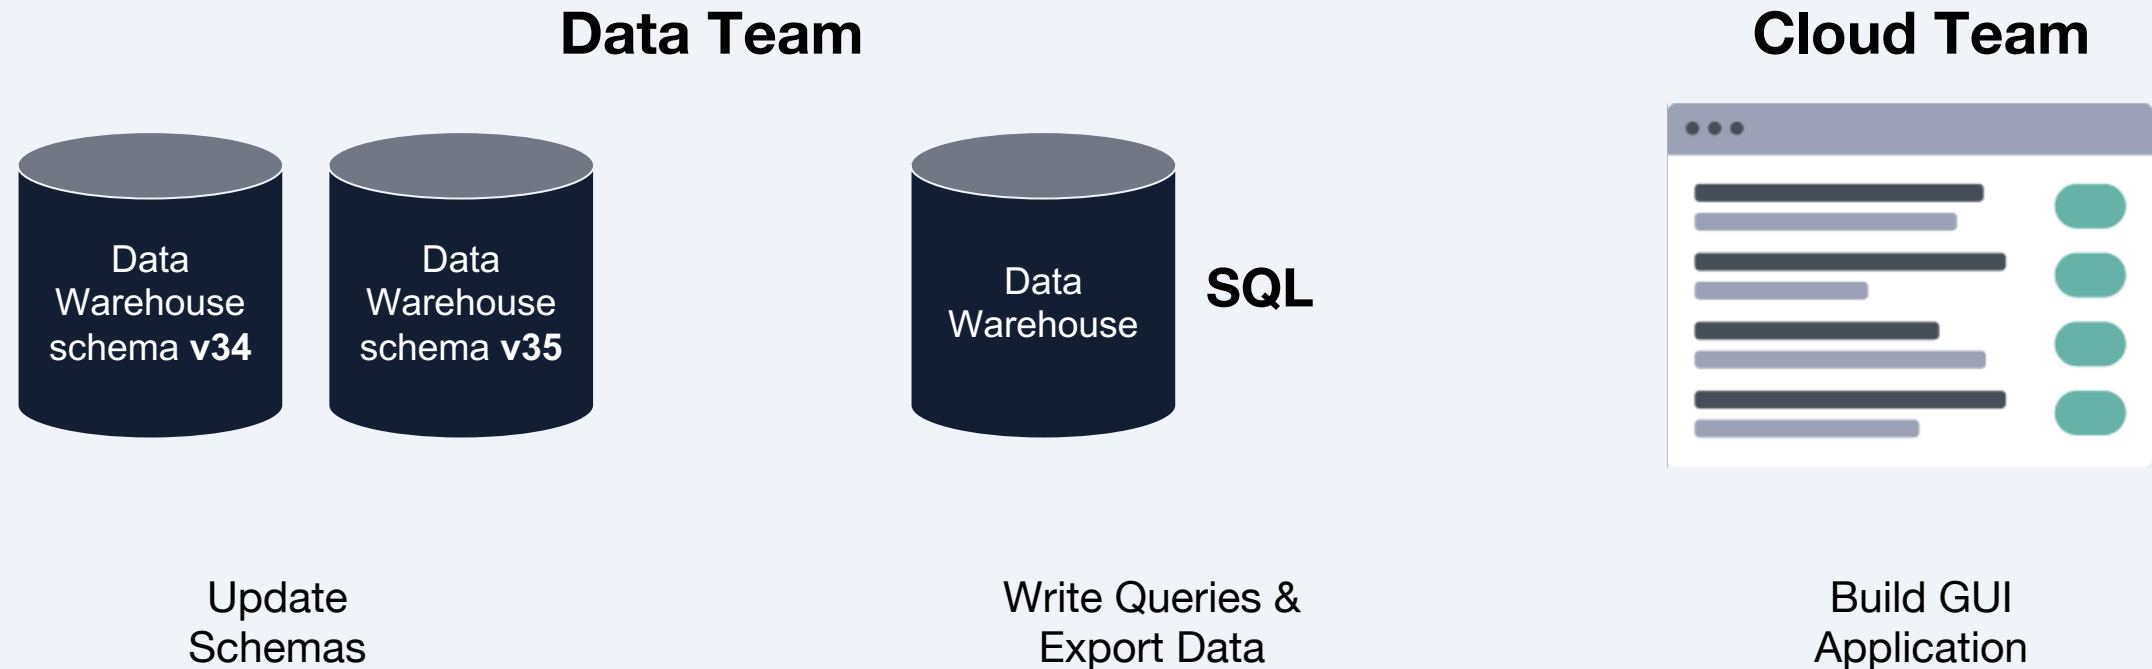 Data Team
Cloud Team
Data
Warehouse
schema v34
Data
Warehouse
schema v35
Data
Warehouse
SQL
Update
Schemas
Write Queries &
Export Data
Build GUI
Application